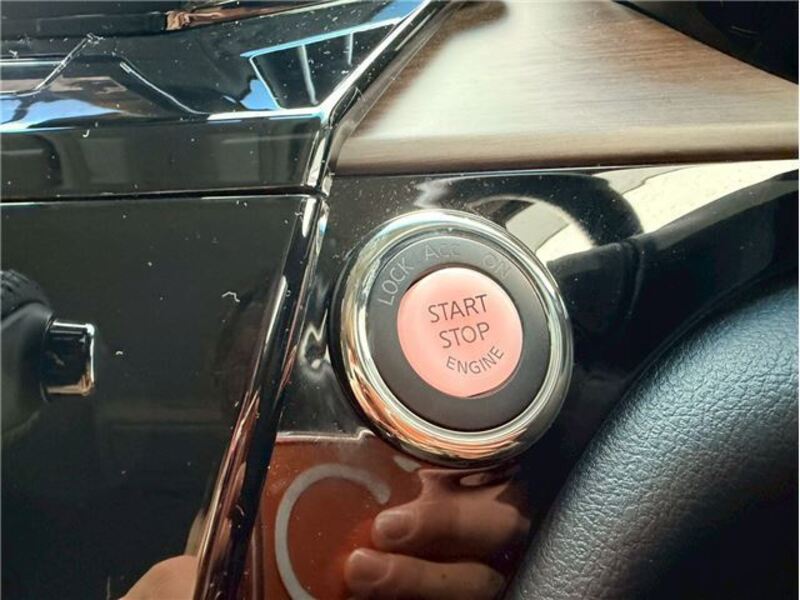 LOCK ACC ON
START
STOP
ENGINE